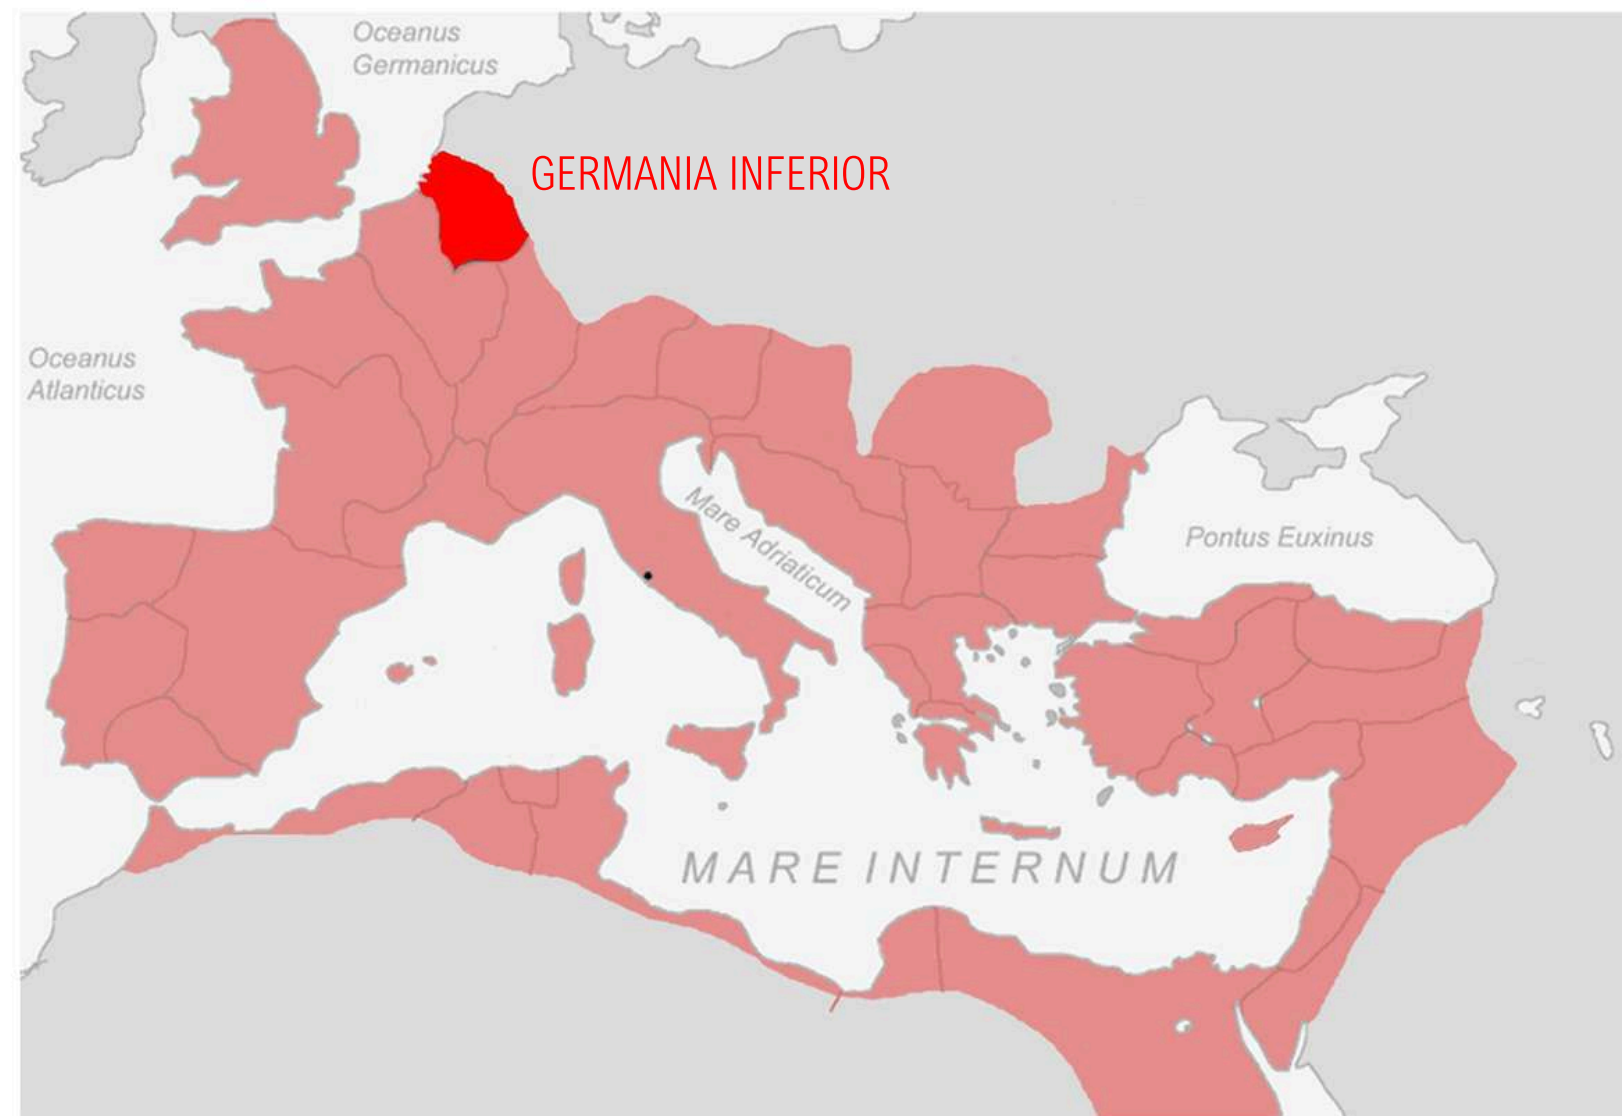 Oceanus
Germanicus
GERMANIA INFERIOR
Oceanus
Atlanticus
Mare Adriaticum
Pontus Euxinus
MARE INTERNUM